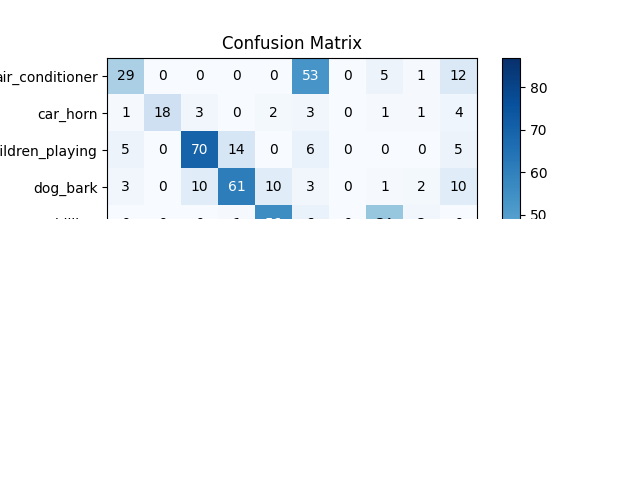 Confusion Matrix
air_conditioner 29 0 0 0 0 53 0 5 1 12
car_horn 1 18 3 0 2 3 0 1 1 4
ildren_playing 5 0 70 14 0 6 0 0 0 5
dog_bark 3 0 10 61 10 3 0 1 2 10
80
70
60
50